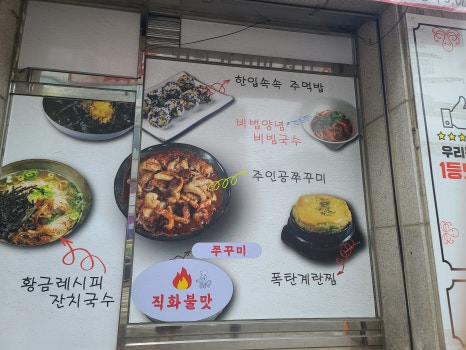 한입쏙쏙 주먹밥
비법양념
비빔국수
주인공쭈꾸미
쭈꾸미
직화불맛
폭탄계란찜
황금레시피
잔치국수
우리
1등